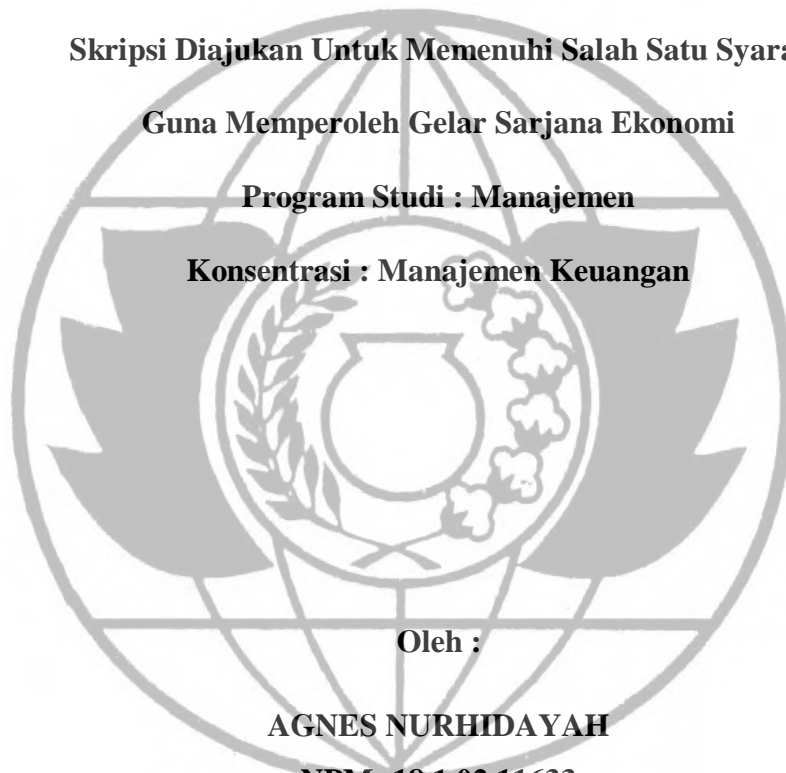 Skripsi Diajukan Untuk Memenuhi Salah Satu
Guna Memperoleh Gelar Sarjana Ekonomi
Program Studi : Manajemen
Konsentrasi : Manajemen Keuangan
Oleh :
AGNES NURHIDAYAH